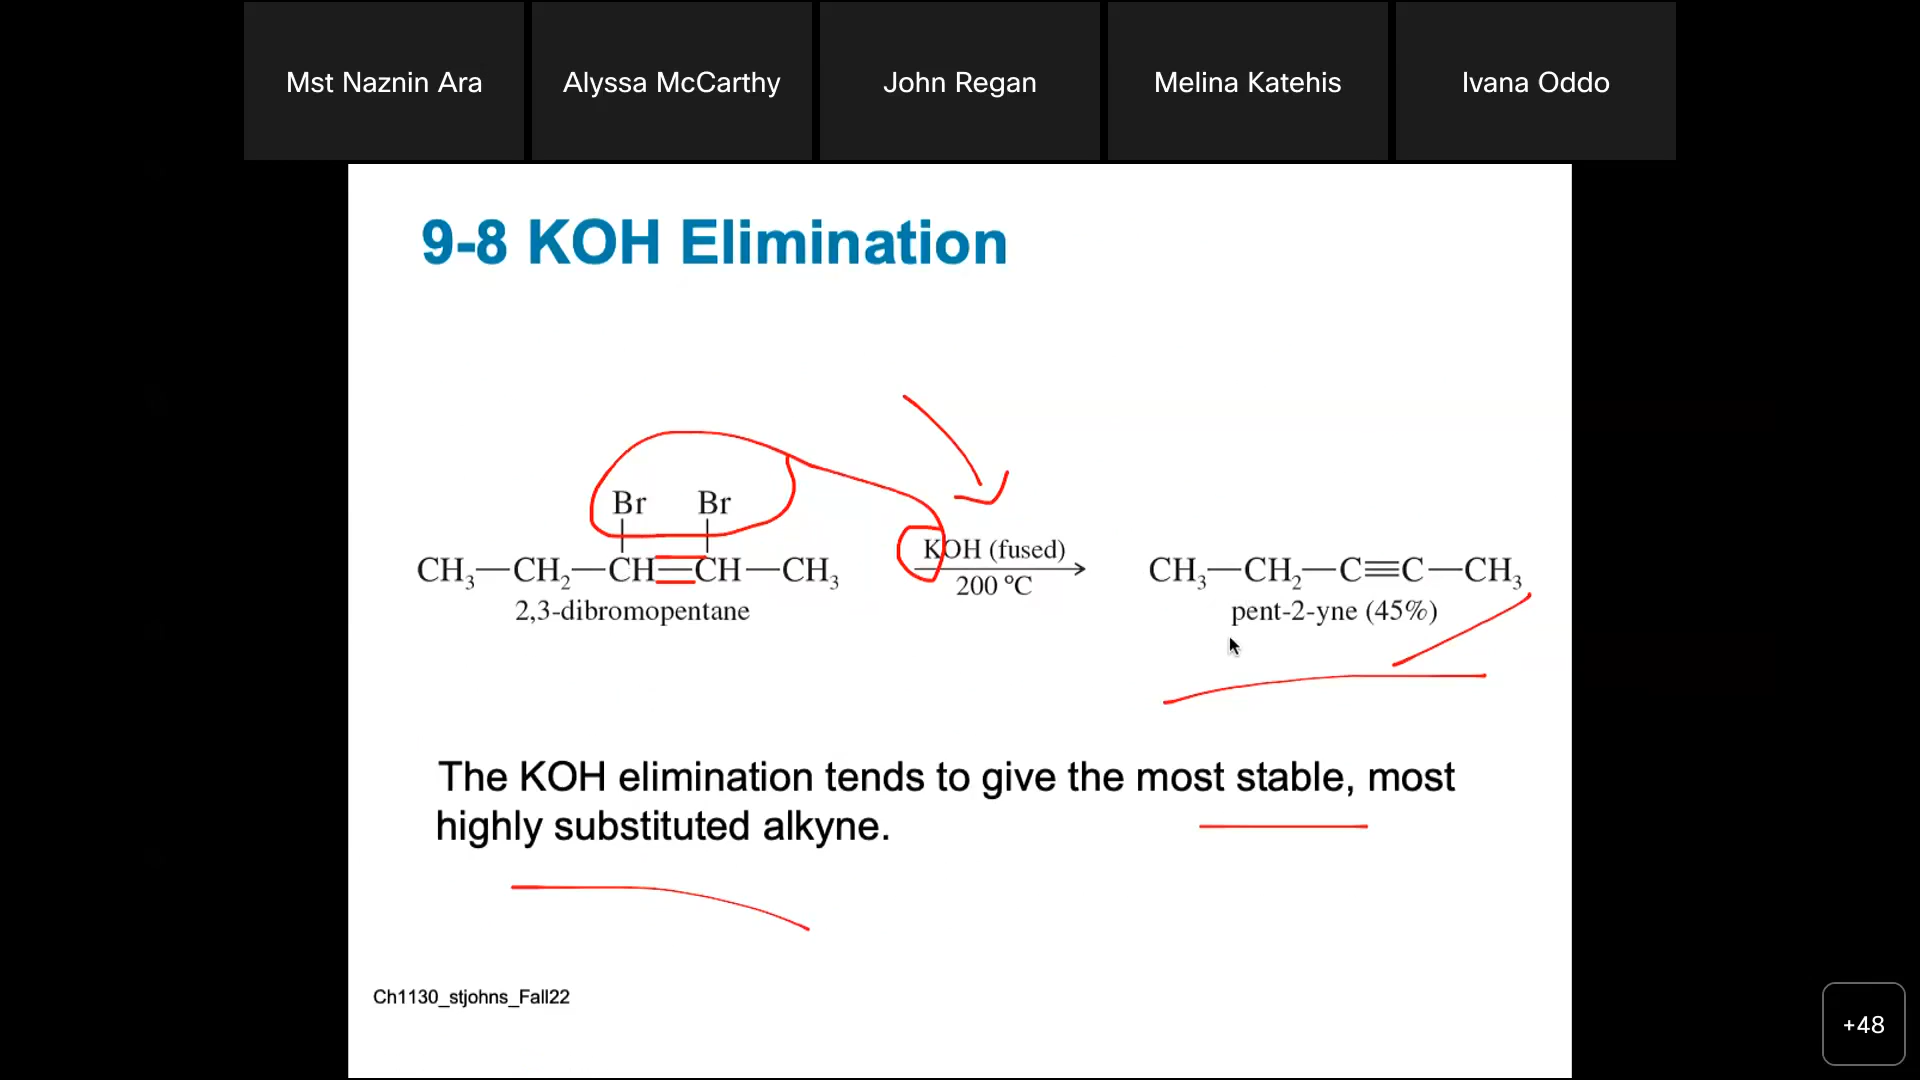 Mst Naznin Ara
Alyssa McCarthy
John Regan
Melina Katehis
Ivana Oddo
9-8 KOH Elimination
Br Br
CH₃—CH₂—CH—CH—CH₃
2,3-dibromopentane
KOH (fused)
200 °C
CH₃—CH₂—C≡C—CH₃
pent-2-yne (45%)
The KOH elimination tends to give the most stable, most
highly substituted alkyne.
Ch1130_stjohns_Fall22
+48